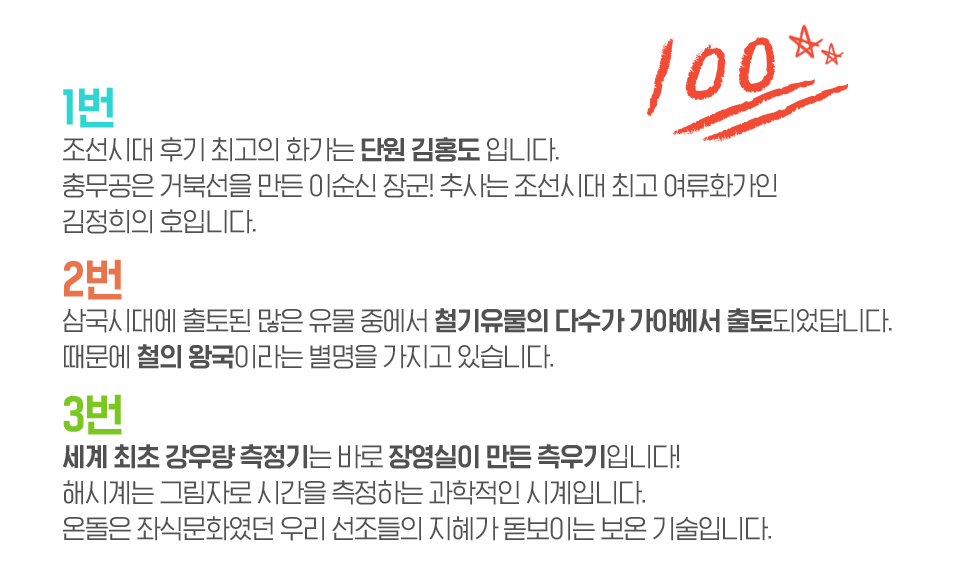 100
1번
조선시대 후기 최고의 화가는 단원 김홍도 입니다.
충무공은 거북선을 만든 이순신 장군! 추사는 조선시대 최고 여류화가인
김정희의 호입니다.
2번
삼국시대에 출토된 많은 유물 중에서 철기유물의 다수가 가야에서 출토되었답니다.
때문에 철의 왕국이라는 별명을 가지고 있습니다.
3번
세계 최초 강우량 측정기는 바로 장영실이 만든 측우기입니다!
해시계는 그림자로 시간을 측정하는 과학적인 시계입니다.
온돌은 좌식문화였던 우리 선조들의 지혜가 돋보이는 보온 기술입니다.